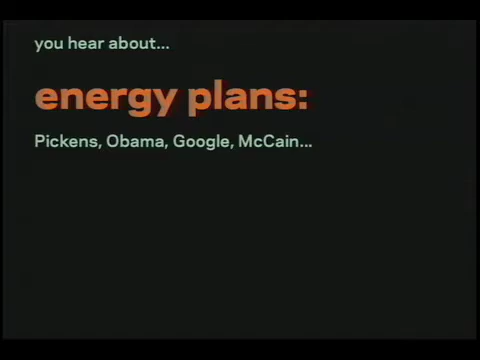 you hear about...
energy plans:
Pickens, Obama, Google, McCain...